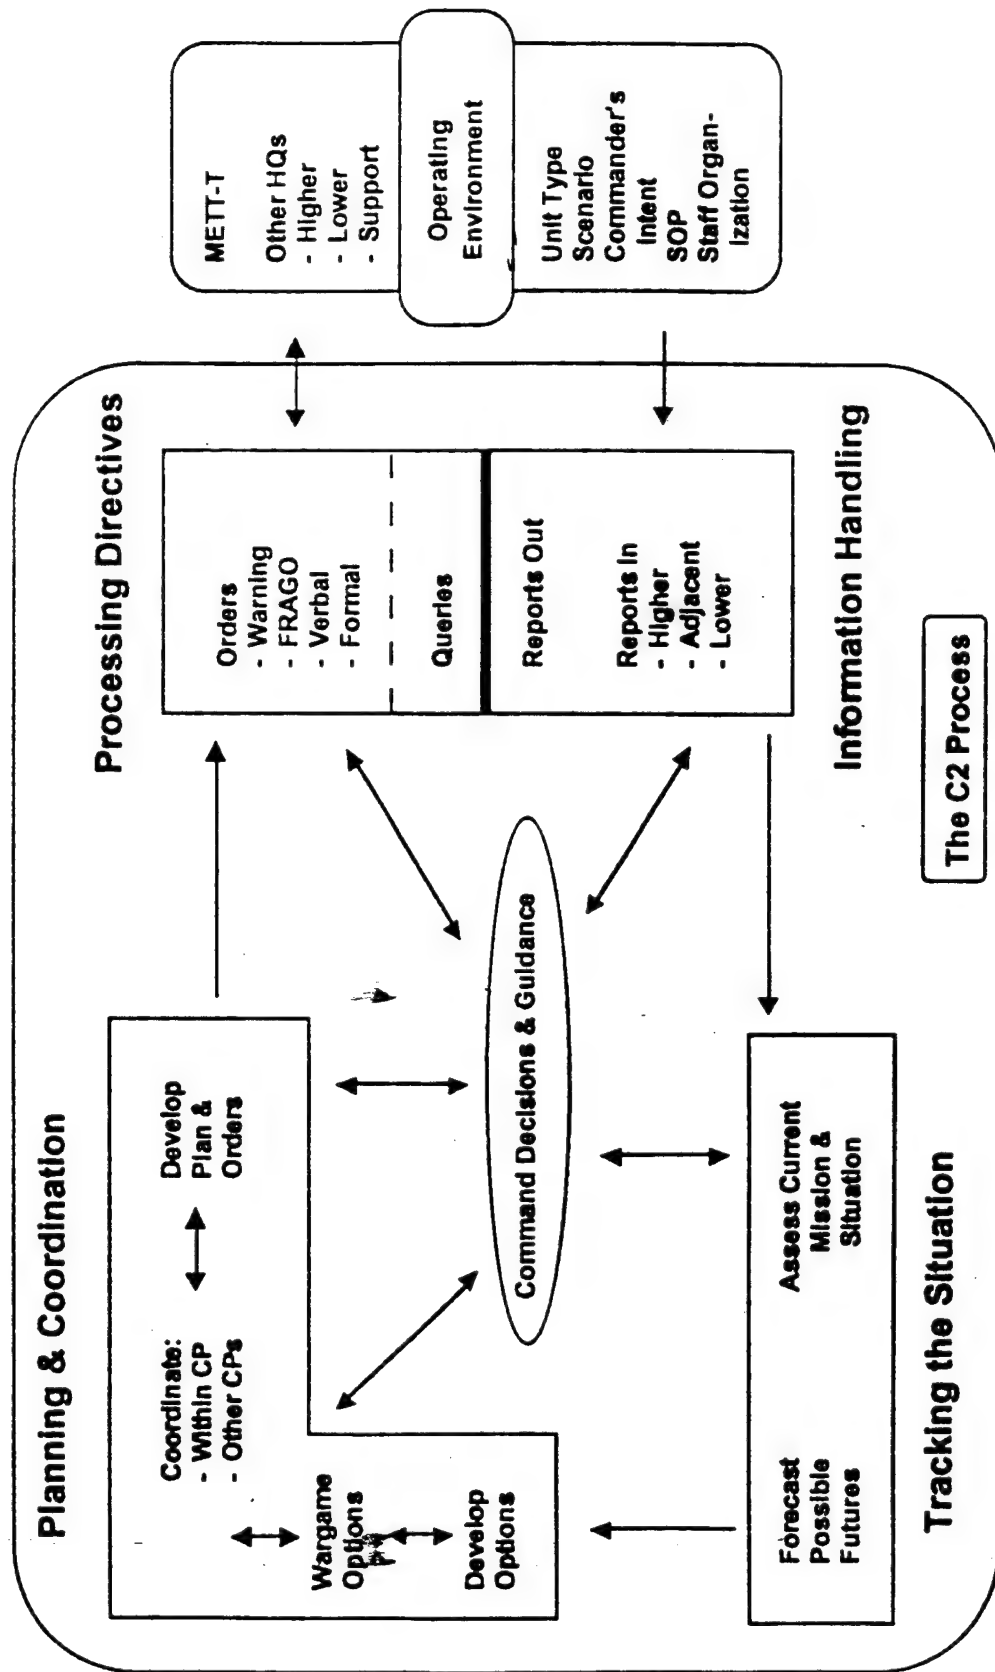 Planning & Coordination
Coordinate:
- Within CP
- Other CPs
Develop
Plan &
Orders
Wargame
Options
Develop
Options
Processing Directives
Orders
- Warning
- FRAGO
- Verbal
- Formal
Queries
Reports Out
Reports In
- Higher
- Adjacent
- Lower
Information Handling
Command Decisions & Guidance
Forecast
Possible
Futures
Assess Current
Mission &
Situation
Tracking the Situation
The C2 Process
METT-T
Other HQs
- Higher
- Lower
- Support
Operating
Environment
Unit Type
Scenario
Commander's
Intent
SOP
Staff Organ-
ization